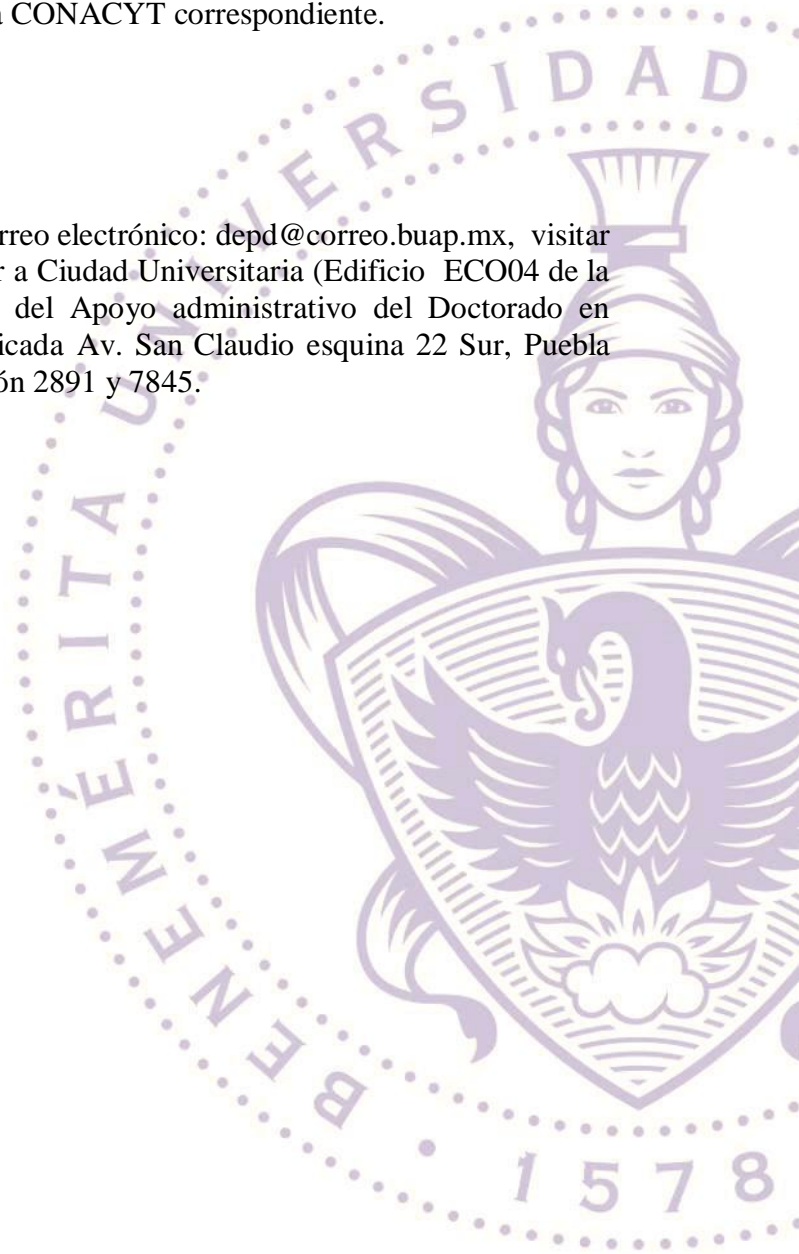 a CONACYT correspondiente.
rreo electrónico: depd@correo.buap.mx, visitar
r a Ciudad Universitaria (Edificio ECO04 de la
del Apoyo administrativo del Doctorado en
icada Av. San Claudio esquina 22 Sur, Puebla
ón 2891 y 7845.
BENEMÉRITA UNIVERSIDAD
1578